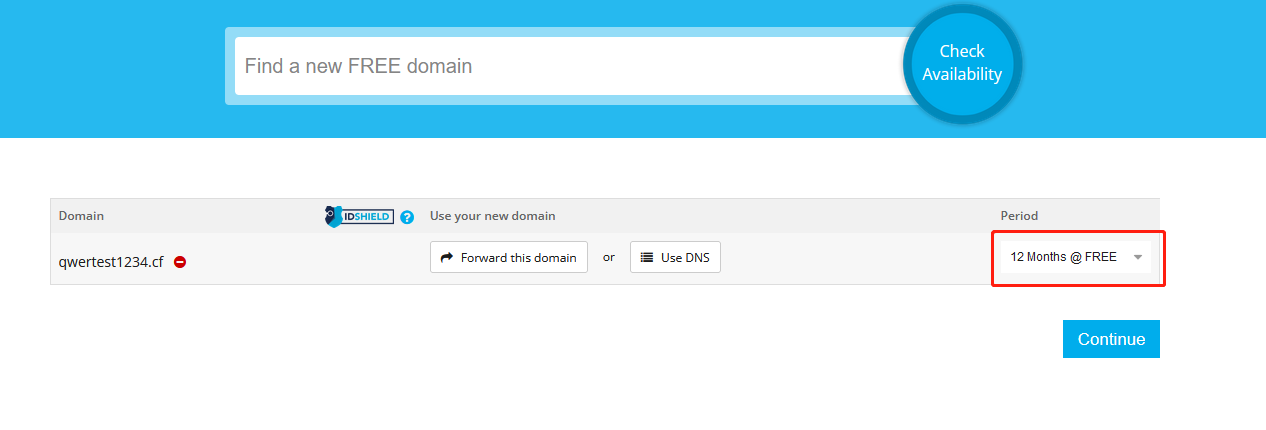 Find a new FREE domain
Check
Availability
Domain
IDSHIELD
?
Use your new domain
Period
qwertest1234.cf
Forward this domain
or
Use DNS
12 Months @ FREE
Continue